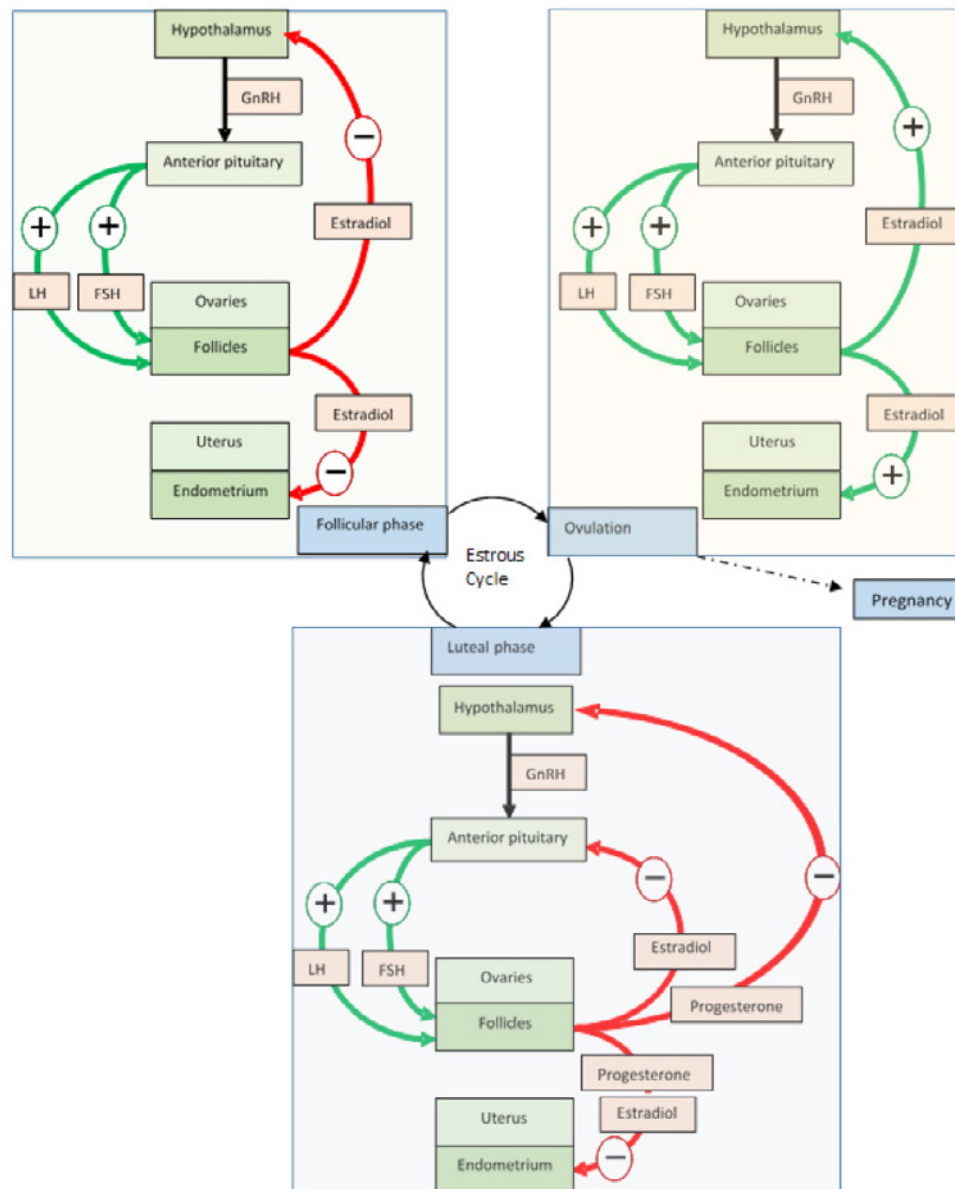 Hypothalamus
GnRH
Anterior pituitary
+
+
−
Estradiol
LH
FSH
Ovaries
Follicles
Estradiol
Uterus
−
Endometrium
Follicular phase
Hypothalamus
GnRH
Anterior pituitary
+
+
+
Estradiol
LH
FSH
Ovaries
Follicles
Estradiol
Uterus
+
Endometrium
Ovulation
Estrous
Cycle
Pregnancy
Luteal phase
Hypothalamus
GnRH
Anterior pituitary
+
+
−
−
Estradiol
LH
FSH
Ovaries
Progesterone
Follicles
Progesterone
Estradiol
Uterus
−
Endometrium